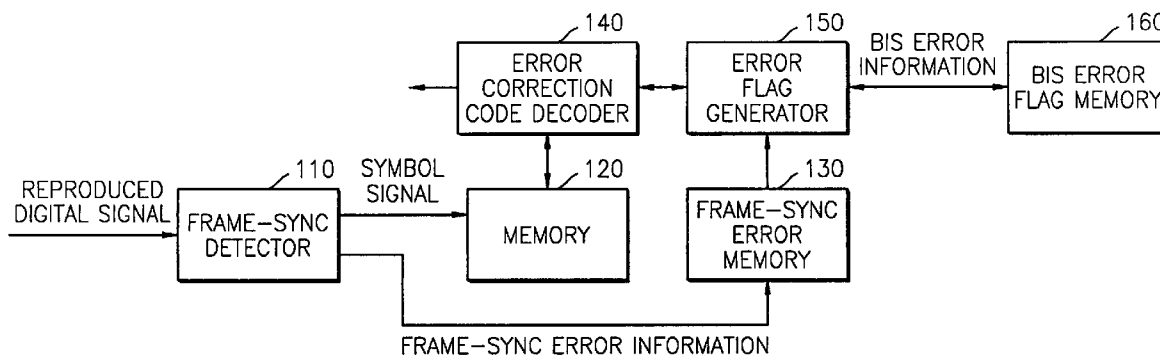 140
150
160
ERROR
CORRECTION
CODE DECODER
ERROR
FLAG
GENERATOR
BIS ERROR
INFORMATION
BIS ERROR
FLAG MEMORY
REPRODUCED
DIGITAL SIGNAL
110
FRAME-SYNC
DETECTOR
SYMBOL
SIGNAL
120
MEMORY
130
FRAME-SYNC
ERROR
MEMORY
FRAME-SYNC ERROR INFORMATION